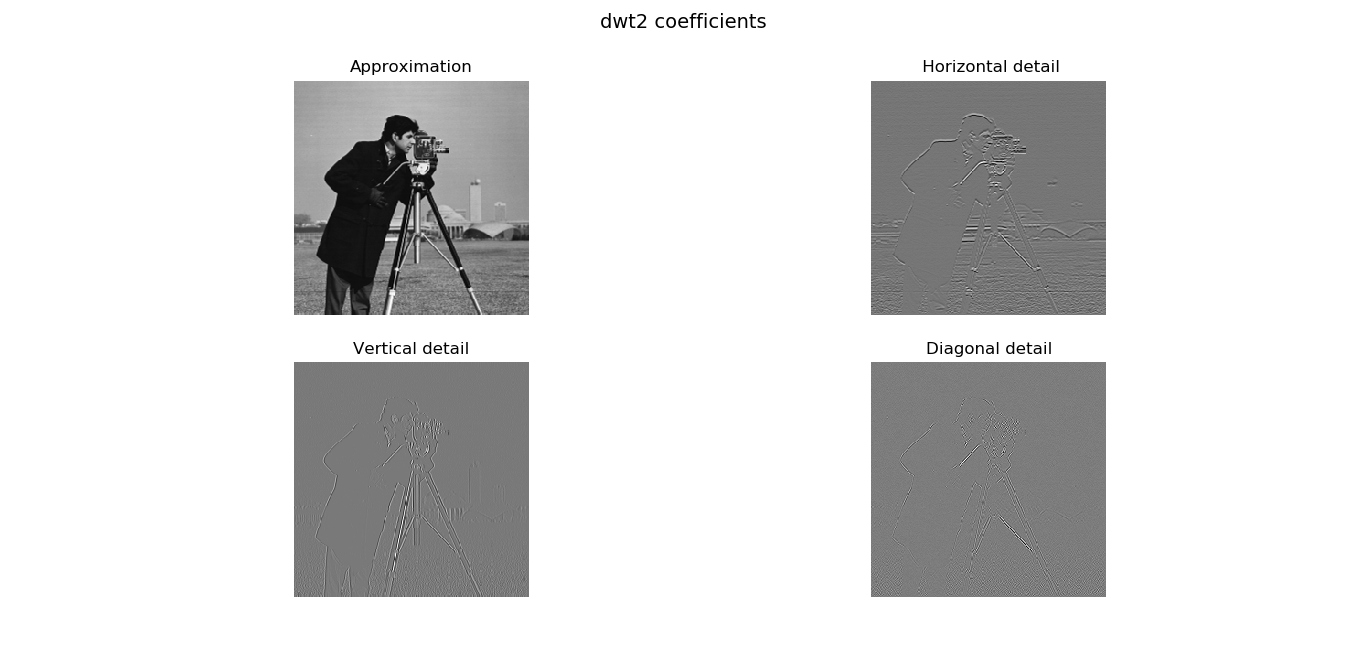 dwt2 coefficients
Approximation
Horizontal detail
Vertical detail
Diagonal detail